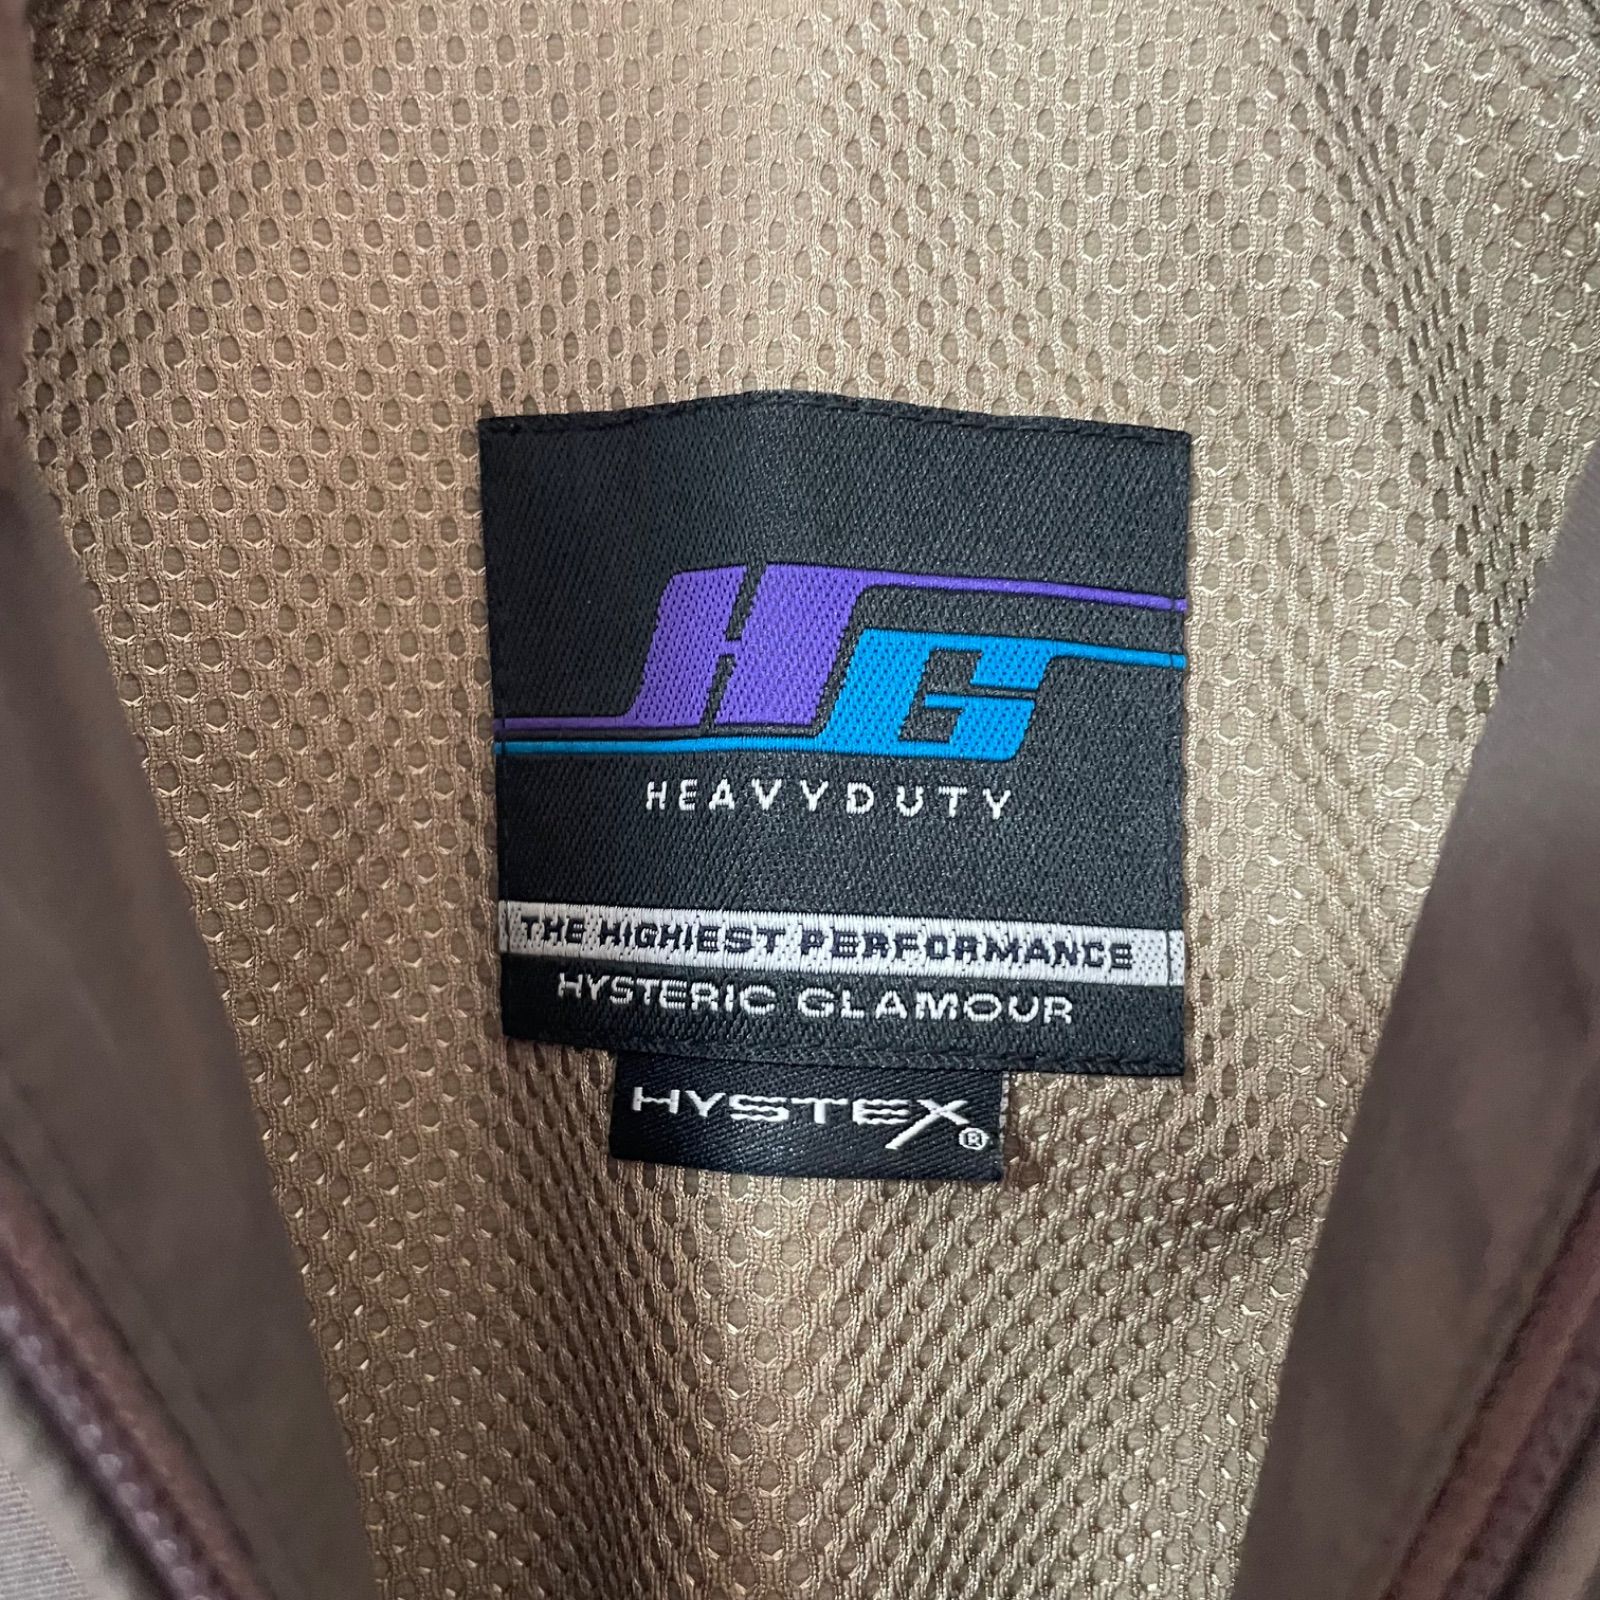 HG
HEAVYDUTY
THE HIGHIEST PERFORMANCE
HYSTERIC GLAMOUR
HYSTEX®